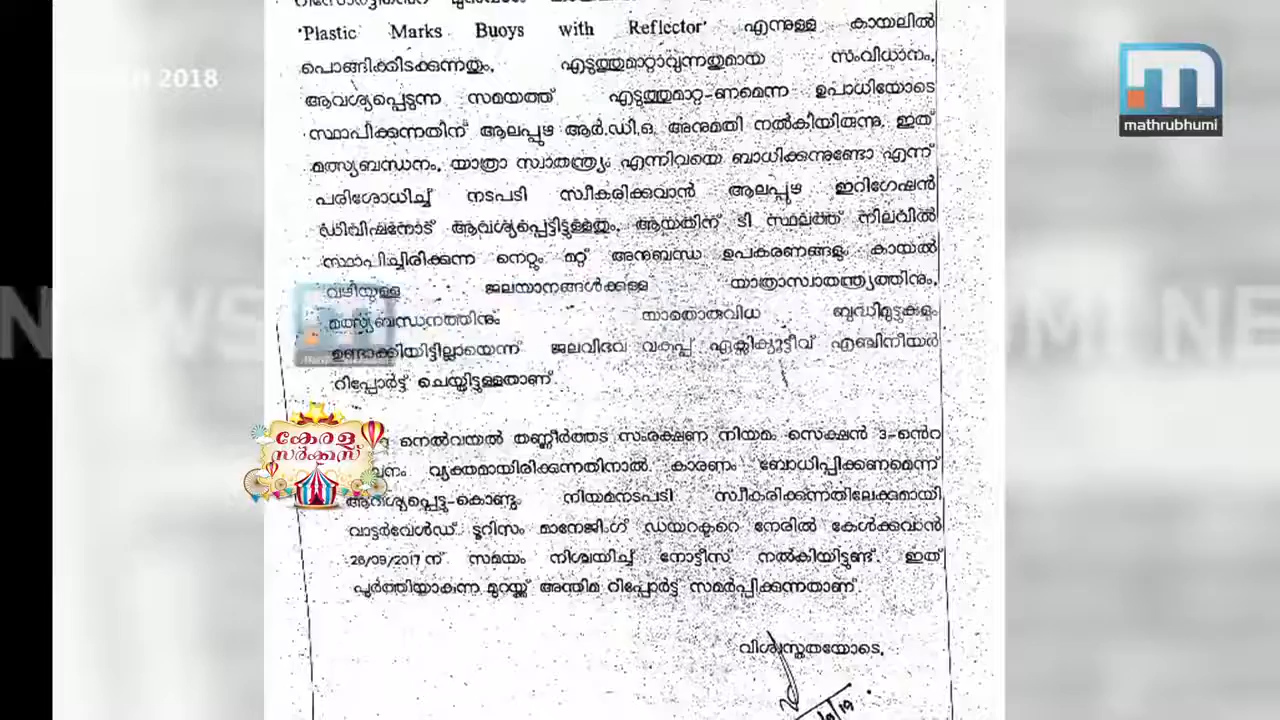 'Plastic Marks Buoys with Reflector' എന്നുള്ള കായലിൽ
പൊങ്ങിക്കിടക്കുന്നതും, എടുത്തുമാറ്റാവുന്നതുമായ സംവിധാനം,
ആവശ്യപ്പെടുന്ന സമയത്ത് എടുത്തുമാറ്റ-ണമെന്ന ഉപാധിയോടെ
സ്ഥാപിക്കുന്നതിന് ആലപ്പുഴ ആർ.ഡി.ഒ. അനുമതി നൽകിയിരുന്നു. ഇത്
മത്സ്യബന്ധനം, യാത്രാ സ്വാതന്ത്ര്യം എന്നിവയെ ബാധിക്കുന്നുണ്ടോ എന്ന്
പരിശോധിച്ച് നടപടി സ്വീകരിക്കുവാൻ ആലപ്പുഴ ഇറിഗേഷൻ
ഡിവിഷനോട് ആവശ്യപ്പെട്ടിട്ടുള്ളതും, ആയതിന് ടി സ്ഥലത്ത് നിലവിൽ
സ്ഥാപിച്ചിരിക്കുന്ന നെറ്റും മറ്റ് അനുബന്ധ ഉപകരണങ്ങളും കായൽ
വഴിയുള്ള ജലയാനങ്ങൾക്കുള്ള യാത്രാസ്വാതന്ത്ര്യത്തിനും,
മത്സ്യബന്ധനത്തിനും യാതൊരുവിധ ബുദ്ധിമുട്ടുകളും
ഉണ്ടാക്കിയിട്ടില്ലായെന്ന് ജലവിഭവ വകുപ്പ് എക്സിക്യുട്ടീവ് എഞ്ചിനീയർ
റിപ്പോർട്ട് ചെയ്തിട്ടുള്ളതാണ്.
നെൽവയൽ തണ്ണീർത്തട സംരക്ഷണ നിയമം സെക്ഷൻ 3-ൻെറ
വ്യക്തമായിരിക്കുന്നതിനാൽ. കാരണം ബോധിപ്പിക്കണമെന്ന്
ആവശ്യപ്പെട്ടു-കൊണ്ടും നിയമനടപടി സ്വീകരിക്കുന്നതിലേക്കുമായി
വാട്ടർവേൾഡ് ടൂറിസം മാനേജിംഗ് ഡയറക്ടറെ നേരിൽ കേൾക്കുവാൻ
26/09/2017 ന് സമയം നിശ്ചയിച്ച് നോട്ടീസ് നൽകിയിട്ടുണ്ട്. ഇത്
പൂർത്തിയാകുന്ന മുറയ്ക്ക് അന്തിമ റിപ്പോർട്ട് സമർപ്പിക്കുന്നതാണ്.
വിശ്വസ്തതയോടെ,
2018
mathrubhumi
കേരള
സർക്കസ്